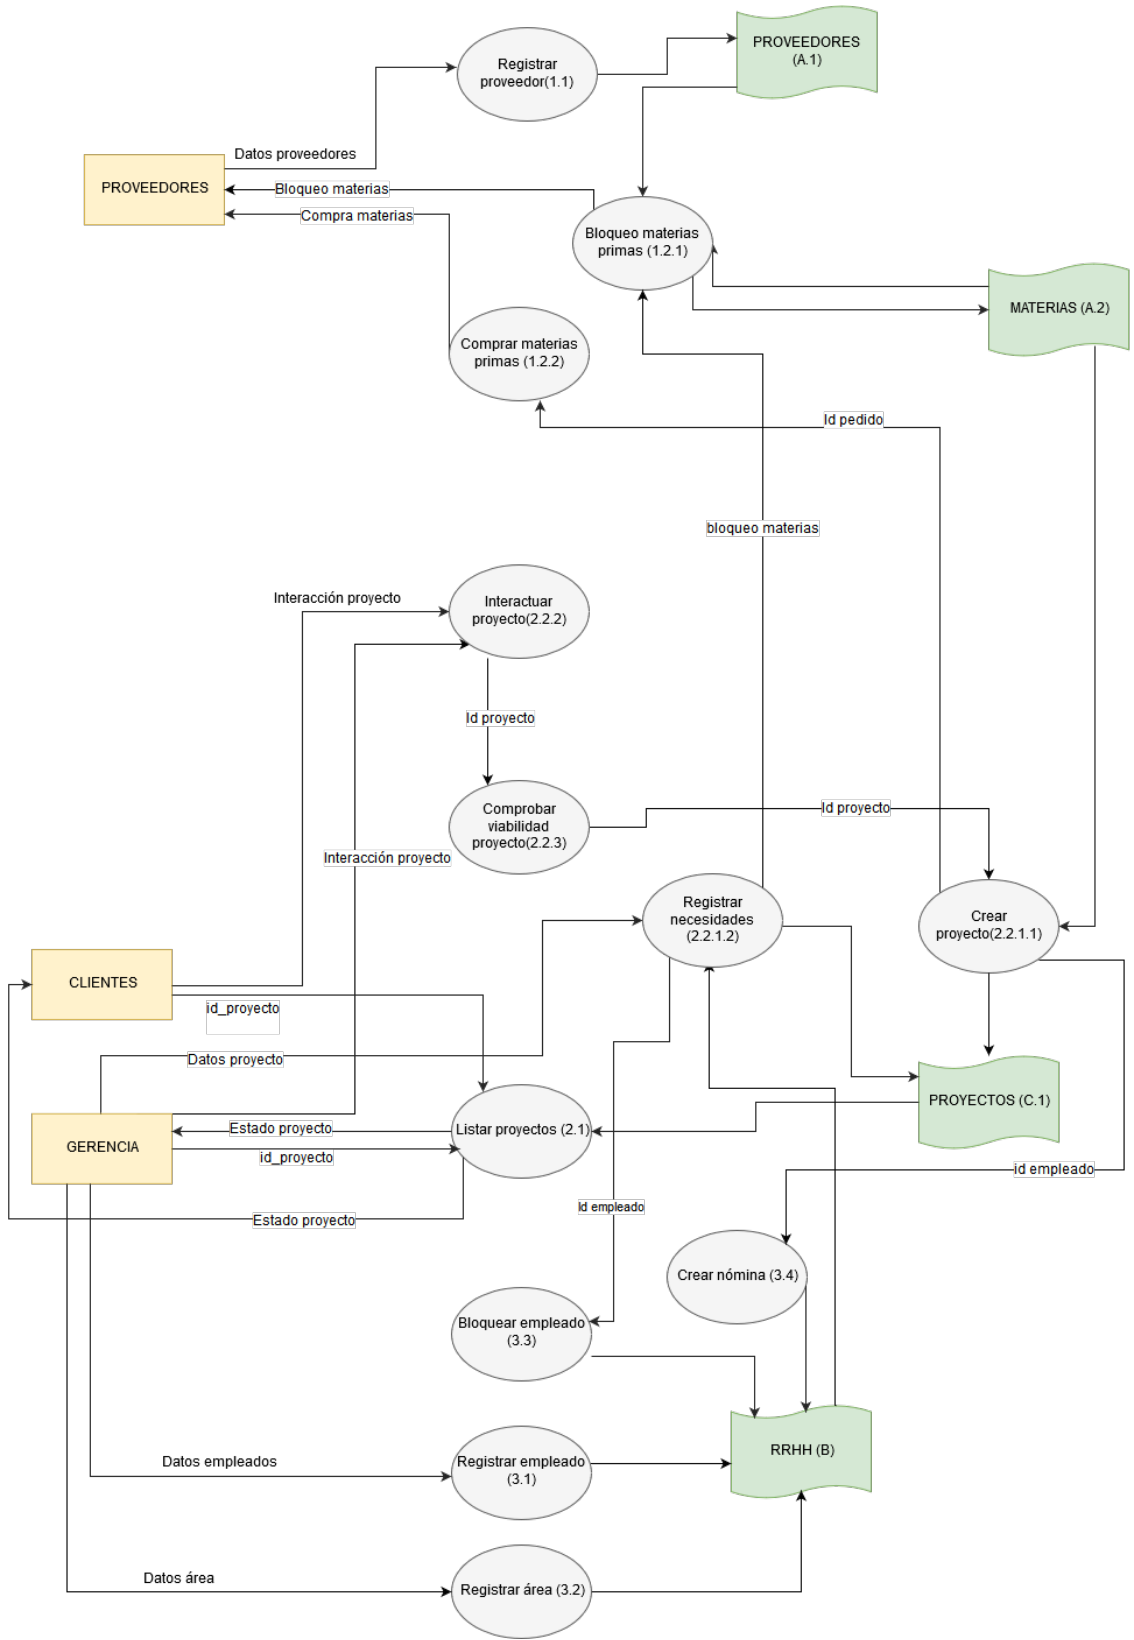 PROVEEDORES
(A.1)
Registrar
proveedor(1.1)
Datos proveedores
PROVEEDORES
Bloqueo materias
Compra materias
Bloqueo materias
primas (1.2.1)
MATERIAS (A.2)
Comprar materias
primas (1.2.2)
Id pedido
bloqueo materias
Interacción proyecto
Interactuar
proyecto(2.2.2)
Id proyecto
Comprobar
viabilidad
proyecto(2.2.3)
Id proyecto
Interacción proyecto
Registrar
necesidades
(2.2.1.2)
Crear
proyecto(2.2.1.1)
CLIENTES
id_proyecto
Datos proyecto
GERENCIA
Estado proyecto
id_proyecto
Listar proyectos (2.1)
PROYECTOS (C.1)
id empleado
Estado proyecto
Id empleado
Crear nómina (3.4)
Bloquear empleado
(3.3)
Datos empleados
Registrar empleado
(3.1)
RRHH (B)
Datos área
Registrar área (3.2)